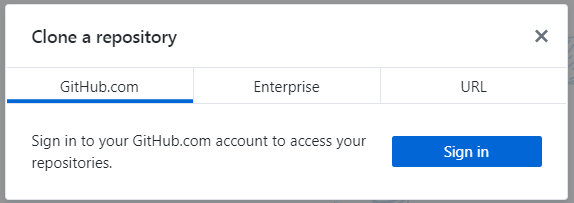 Clone a repository
GitHub.com Enterprise URL
Sign in to your GitHub.com account to access your
repositories.
Sign in